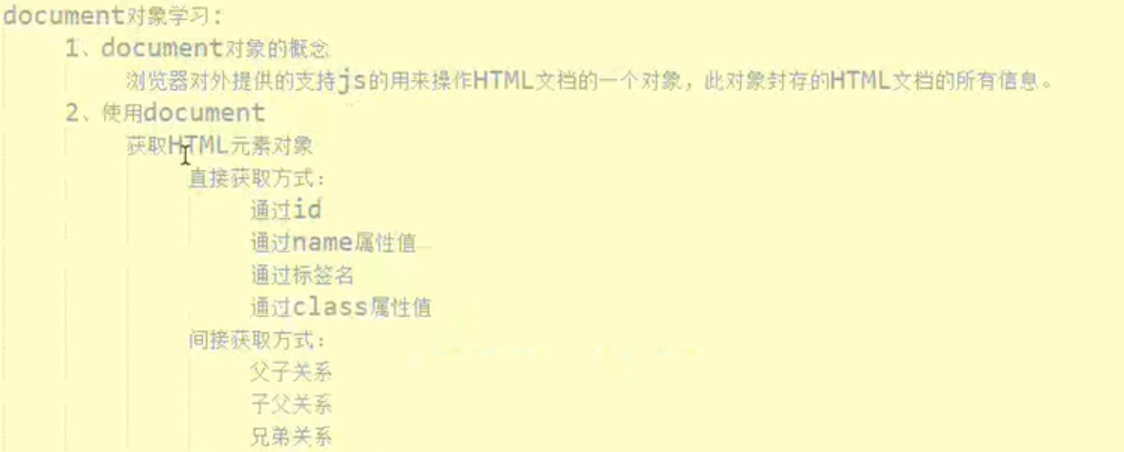 document对象学习:
1、document对象的概念
浏览器对外提供的支持js的用来操作HTML文档的一个对象，此对象封存的HTML文档的所有信息。
2、使用document
获取HTML元素对象
直接获取方式:
通过id
通过name属性值
通过标签名
通过class属性值
间接获取方式:
父子关系
子父关系
兄弟关系